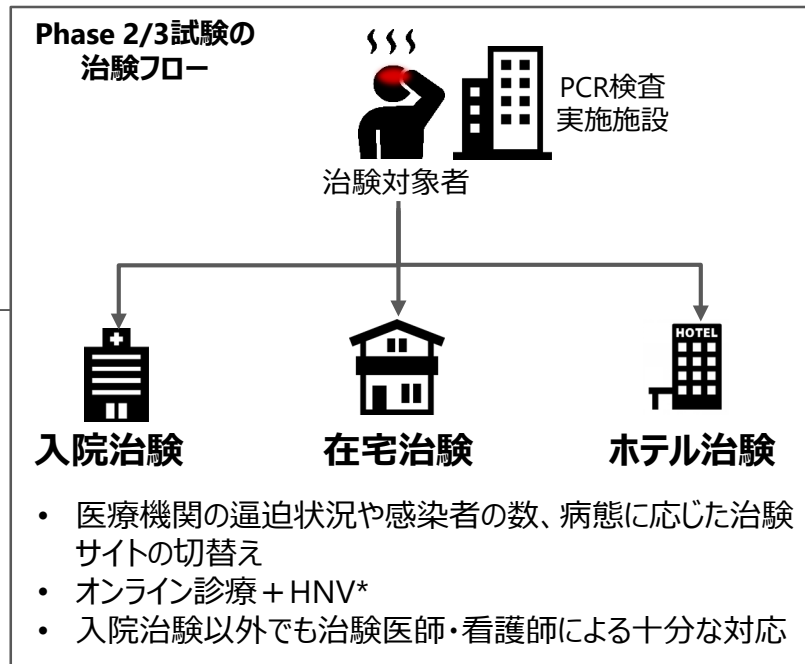 Phase 2/3試験の
治験フロー
PCR検査
実施施設
治験対象者
HOTEL
入院治験
在宅治験
ホテル治験
• 医療機関の逼迫状況や感染者の数、病態に応じた治験
サイトの切替え
• オンライン診療+HNV*
• 入院治験以外でも治験医師・看護師による十分な対応